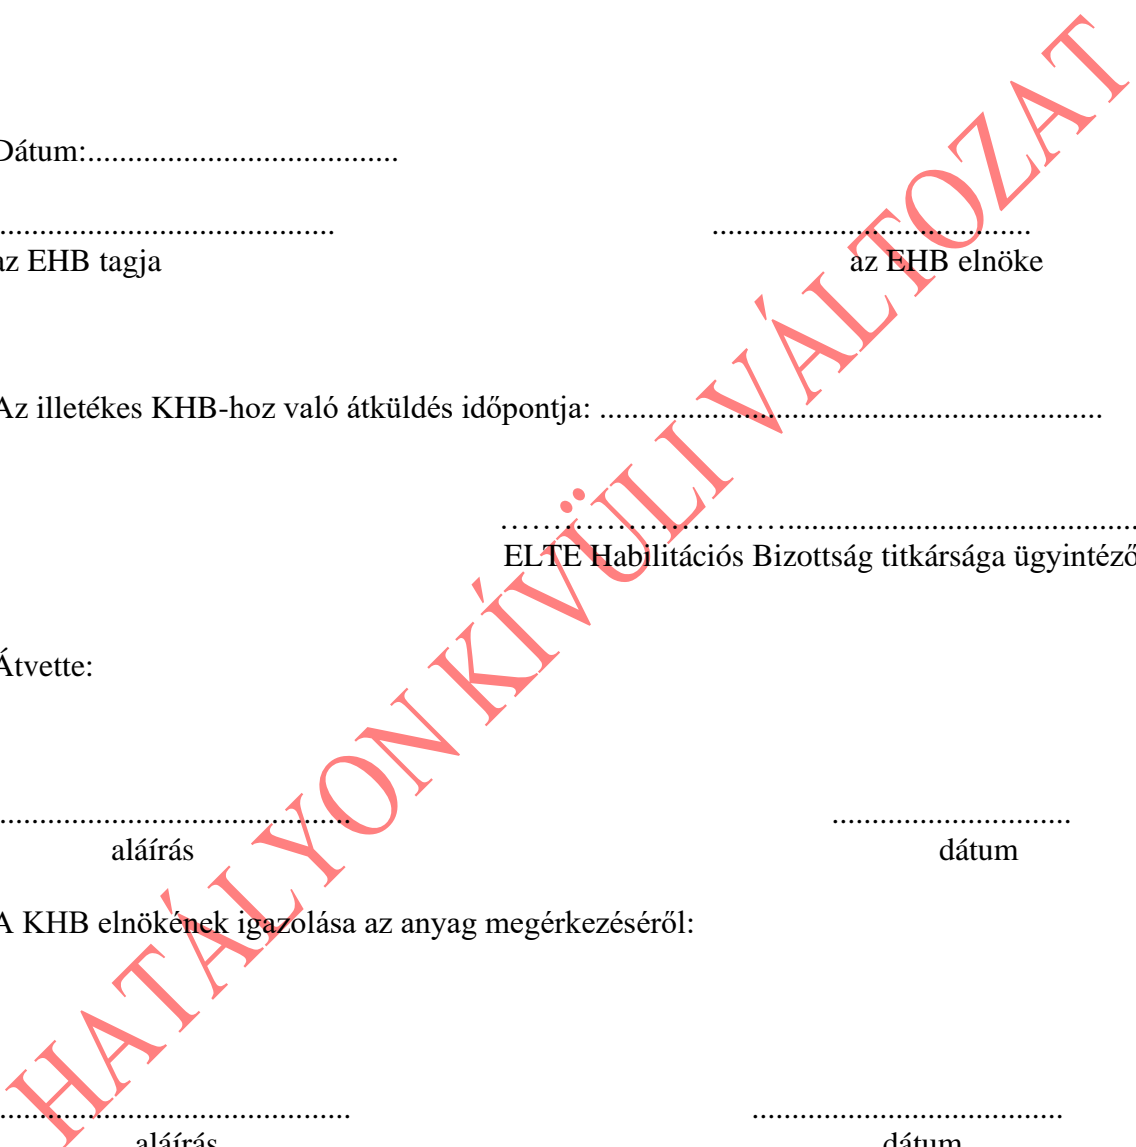 Dátum:.......................................
.......................................... ........................................
az EHB tagja az EHB elnöke
Az illetékes KHB-hoz való átküldés időpontja: ...............................................................
…………………………...........................................
ELTE Habilitációs Bizottság titkársága ügyintéző
Átvette:
............................................ ..............................
aláírás dátum
A KHB elnökének igazolása az anyag megérkezéséről:
............................................ .......................................
aláírás dátum
HATÁLYON KÍVÜLI VÁLTOZAT